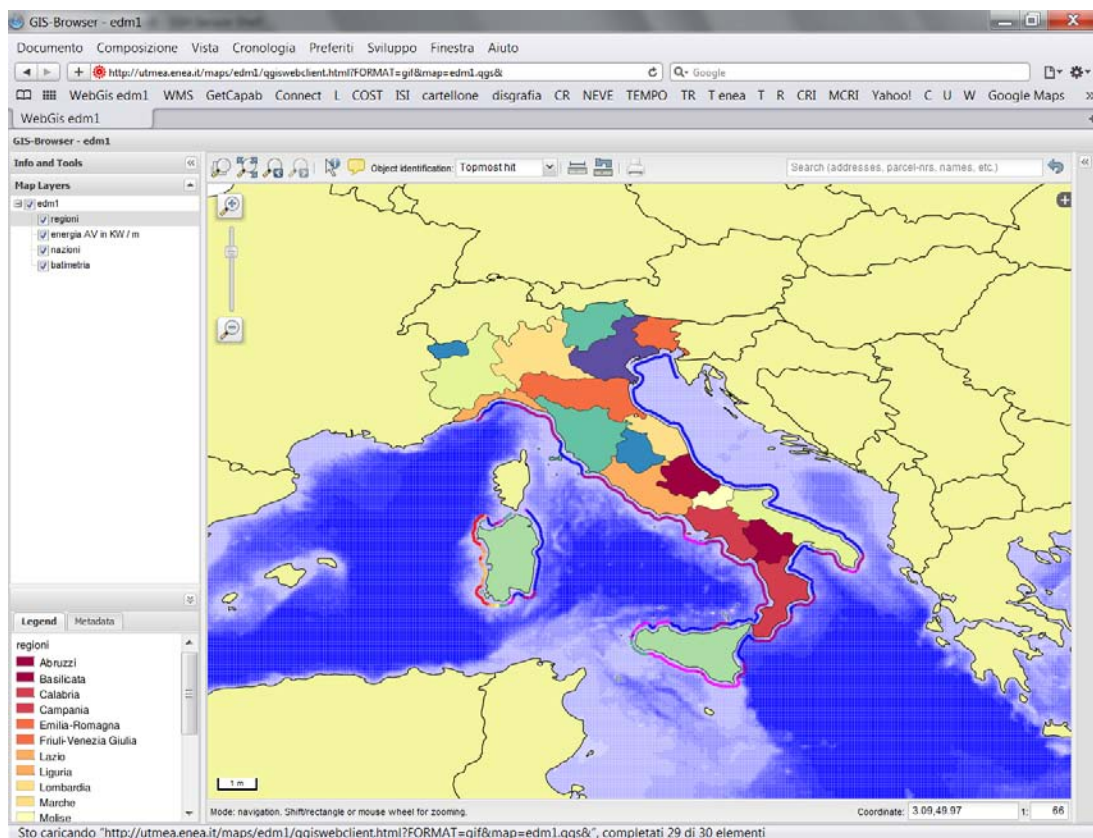 GIS-Browser - edm1
Documento Composizione Vista Cronologia Preferiti Sviluppo Finestra Aiuto
http://utmea.enea.it/maps/edm1/qgiswebclient.html?FORMAT=gif&map=edm1.qgs& Google
WebGis edm1 WMS GetCapab Connect L COST ISI cartellone disgrafia CR NEVE TEMPO TR T enea T R CRI MCRI Yahoo! C U W Google Maps »
WebGis edm1
GIS-Browser - edm1
Info and Tools
Object identification: Topmost hit
Search (addresses, parcel-nrs, names, etc.)
Map Layers
edm1
regioni
energia AV in KW / m
nazioni
batimetria
Legend Metadata
regioni
Abruzzi
Basilicata
Calabria
Campania
Emilia-Romagna
Friuli-Venezia Giulia
Lazio
Liguria
Lombardia
Marche
Molise
1 m
Mode: navigation. Shift/rectangle or mouse wheel for zooming.
Coordinate: 3.09,49.97 1: 66
Sto caricando "http://utmea.enea.it/maps/edm1/qgiswebclient.html?FORMAT=gif&map=edm1.qgs&", completati 29 di 30 elementi